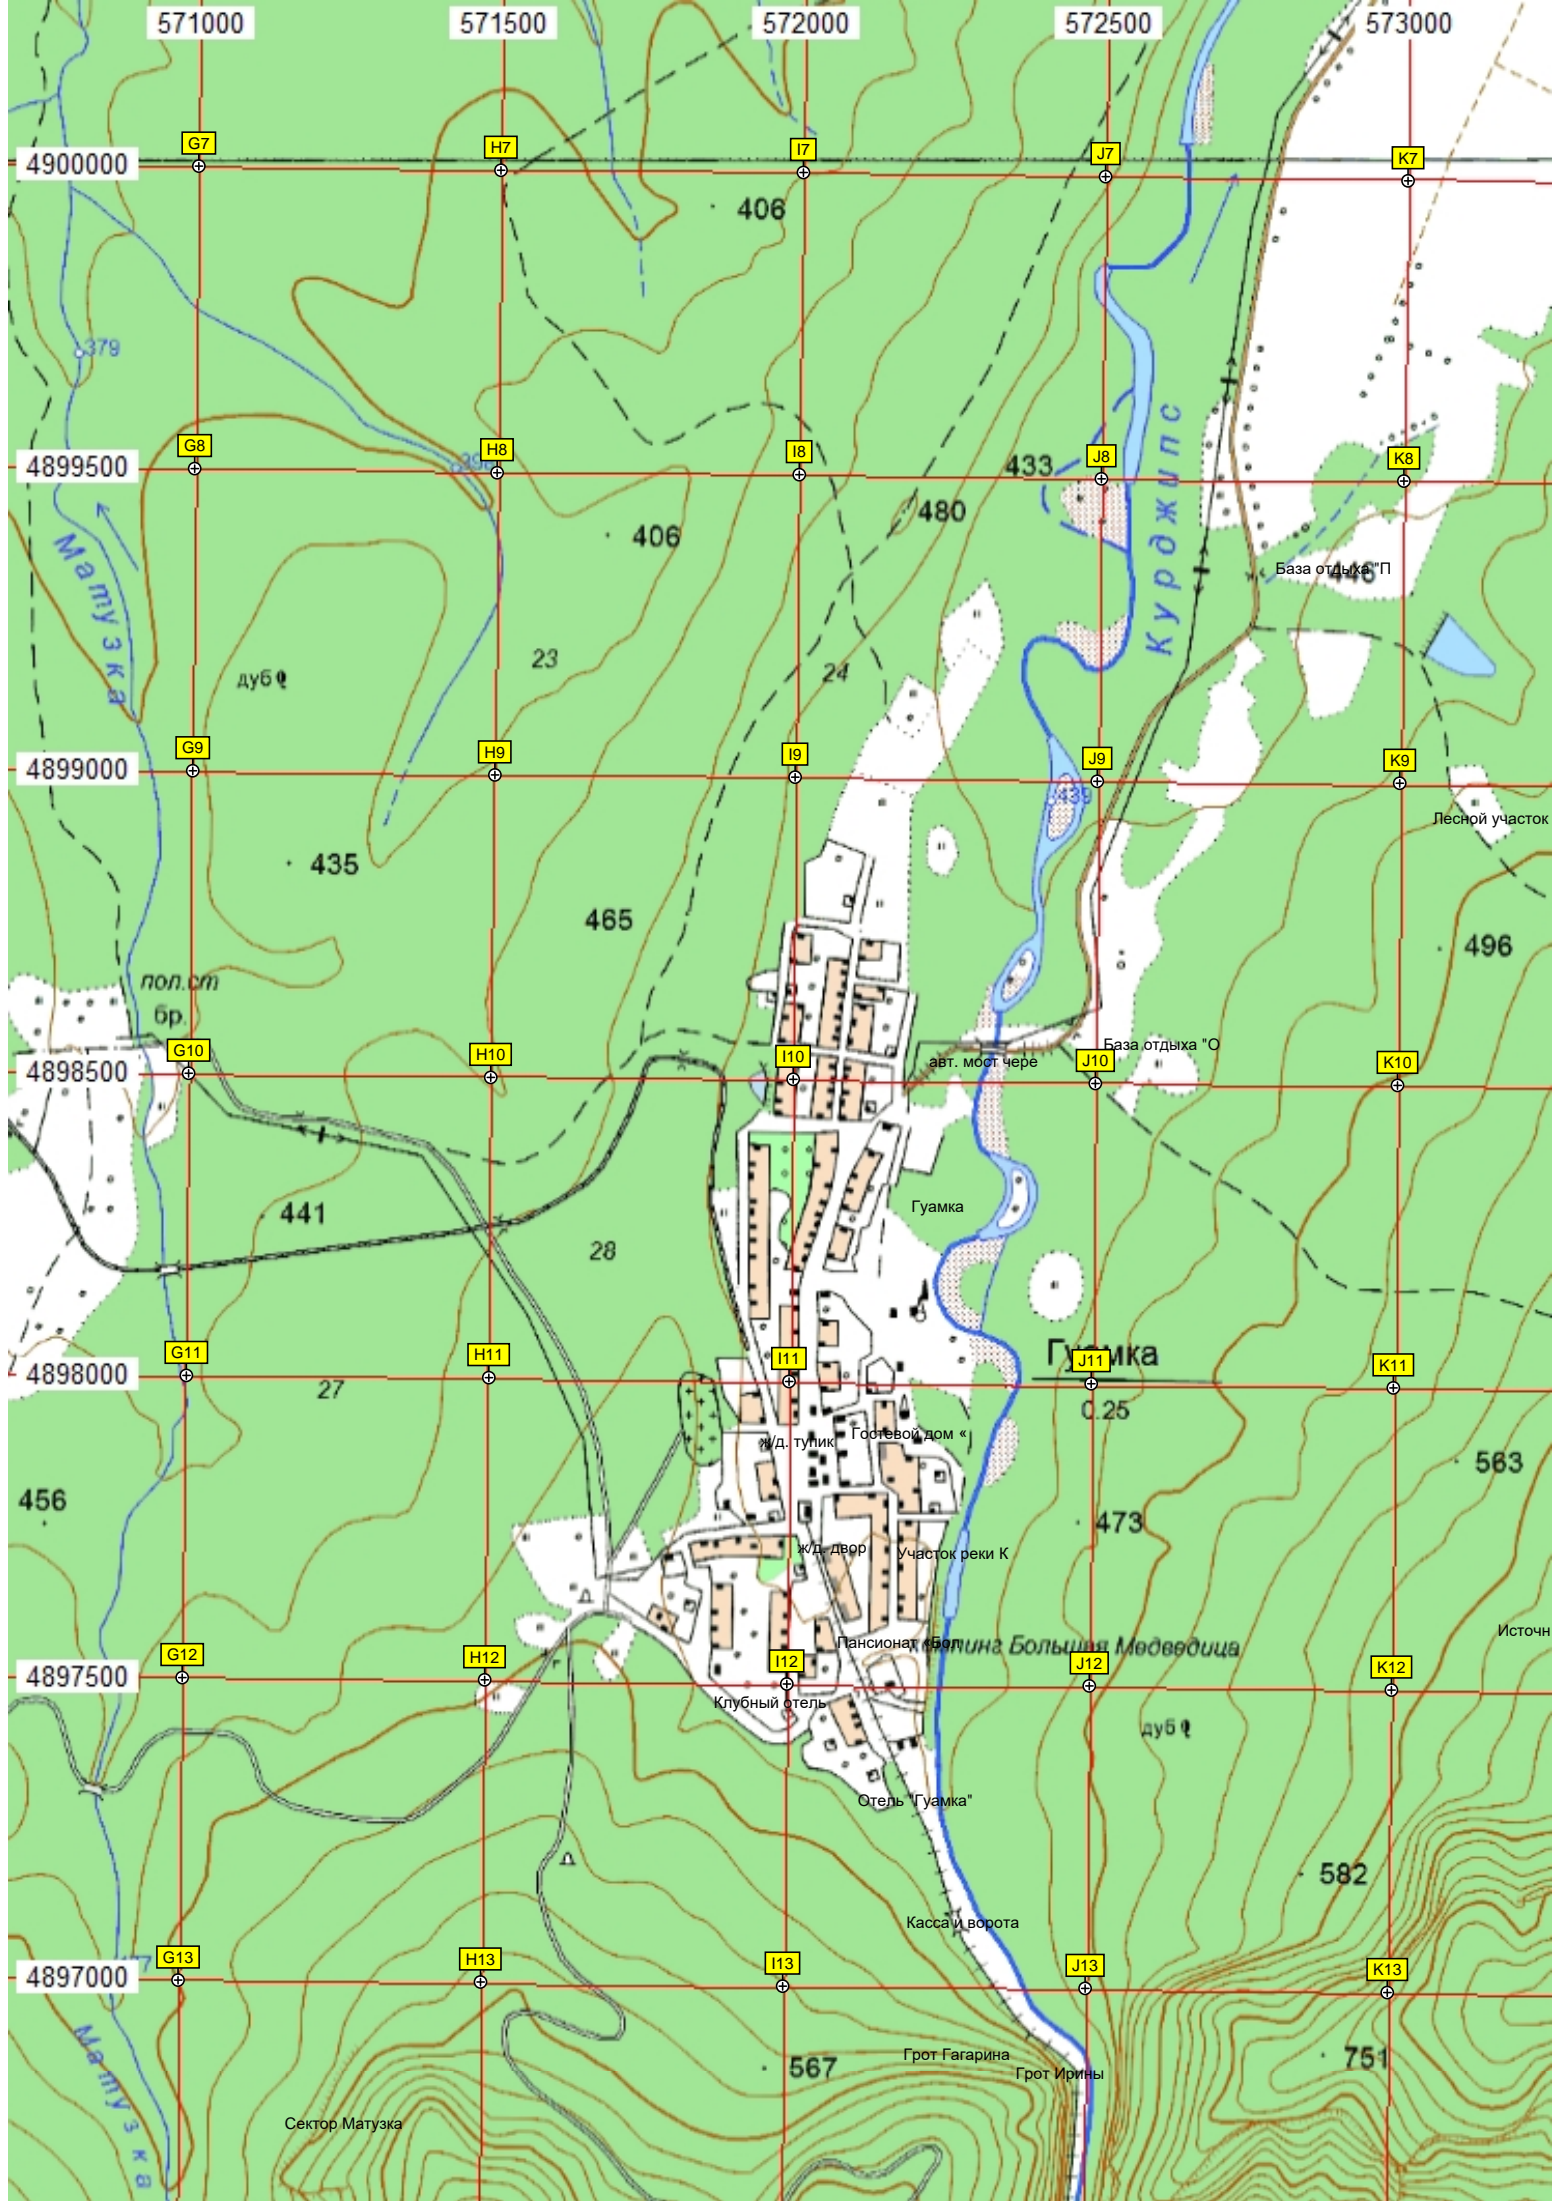 571000 571500 572000 572500 573000
G7 H7 I7 J7 K7
4900000
406
379
G8 H8 I8 J8 K8
4899500
398
433
480
406
Курджипс
База отдыха "П
446
Матузка
23
24
дуб
G9 H9 I9 J9 K9
4899000
439
Лесной участок
435
465
496
пол.ст
бр.
G10 H10 I10 J10 K10
4898500
авт. мост чере
База отдыха "О
441
28
Гуамка
G11 H11 I11 J11 K11
4898000
Гуамка
0.25
27
ж/д. тупик
Гостевой дом «
563
456
473
ж/д. двор
Участок реки К
Пансионат «Бол
Кемпинг Большая Медведица
Источн
G12 H12 I12 J12 K12
4897500
Клубный отель
дуб
г
Отель "Гуамка"
582
Касса и ворота
G13 H13 I13 J13 K13
4897000
Матузка
567
Грот Гагарина
Грот Ирины
751
Сектор Матузка